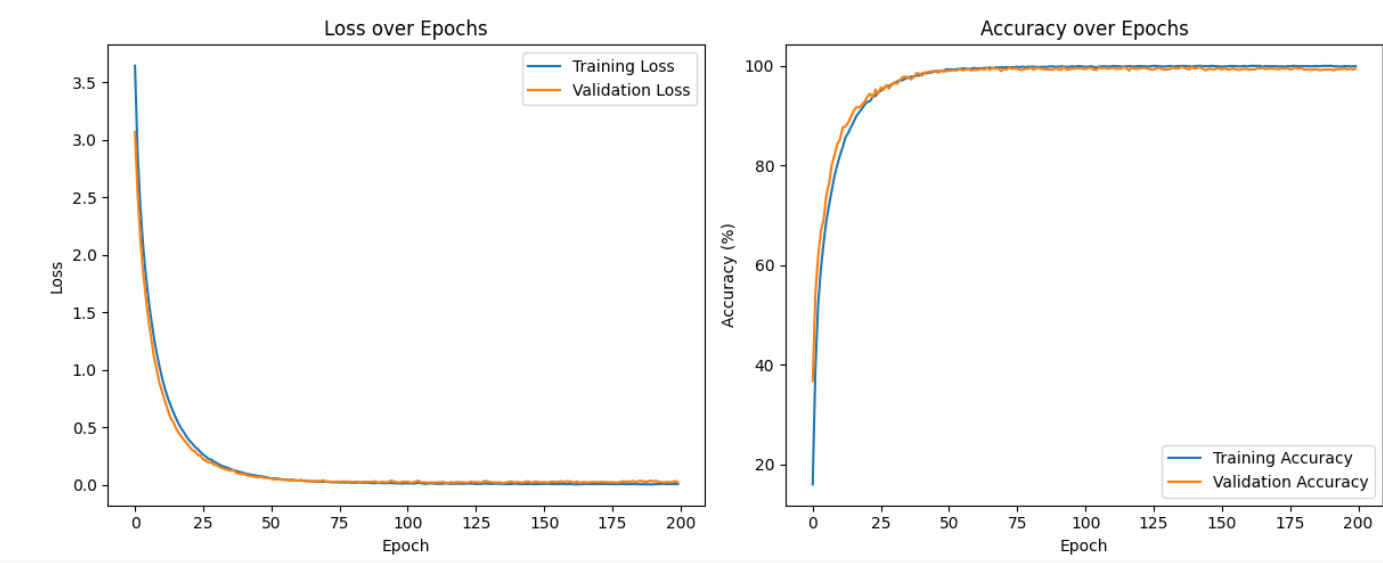 Loss over Epochs
Training Loss
Validation Loss
3.5
3.0
2.5
2.0
1.5
1.0
0.5
0.0
Loss
0 25 50 75 100 125 150 175 200
Epoch
Accuracy over Epochs
100
80
60
40
20
Accuracy (%)
Training Accuracy
Validation Accuracy
0 25 50 75 100 125 150 175 200
Epoch